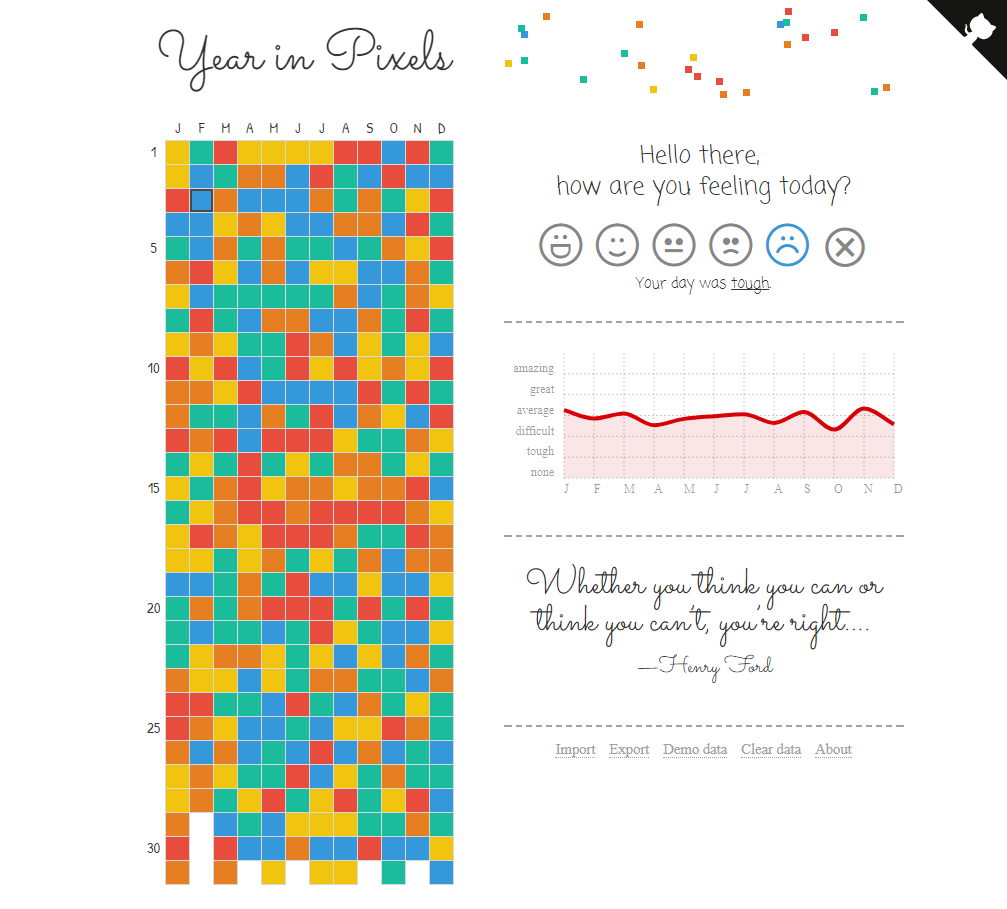 Year in Pixels
J F M A M J J A S O N D
1
5
10
15
20
25
30
Hello there,
how are you feeling today?
Your day was tough.
amazing
great
average
difficult
tough
none
J F M A M J J A S O N D
Whether you think you can or
think you can't, you're right....
—Henry Ford
Import Export Demo data Clear data About